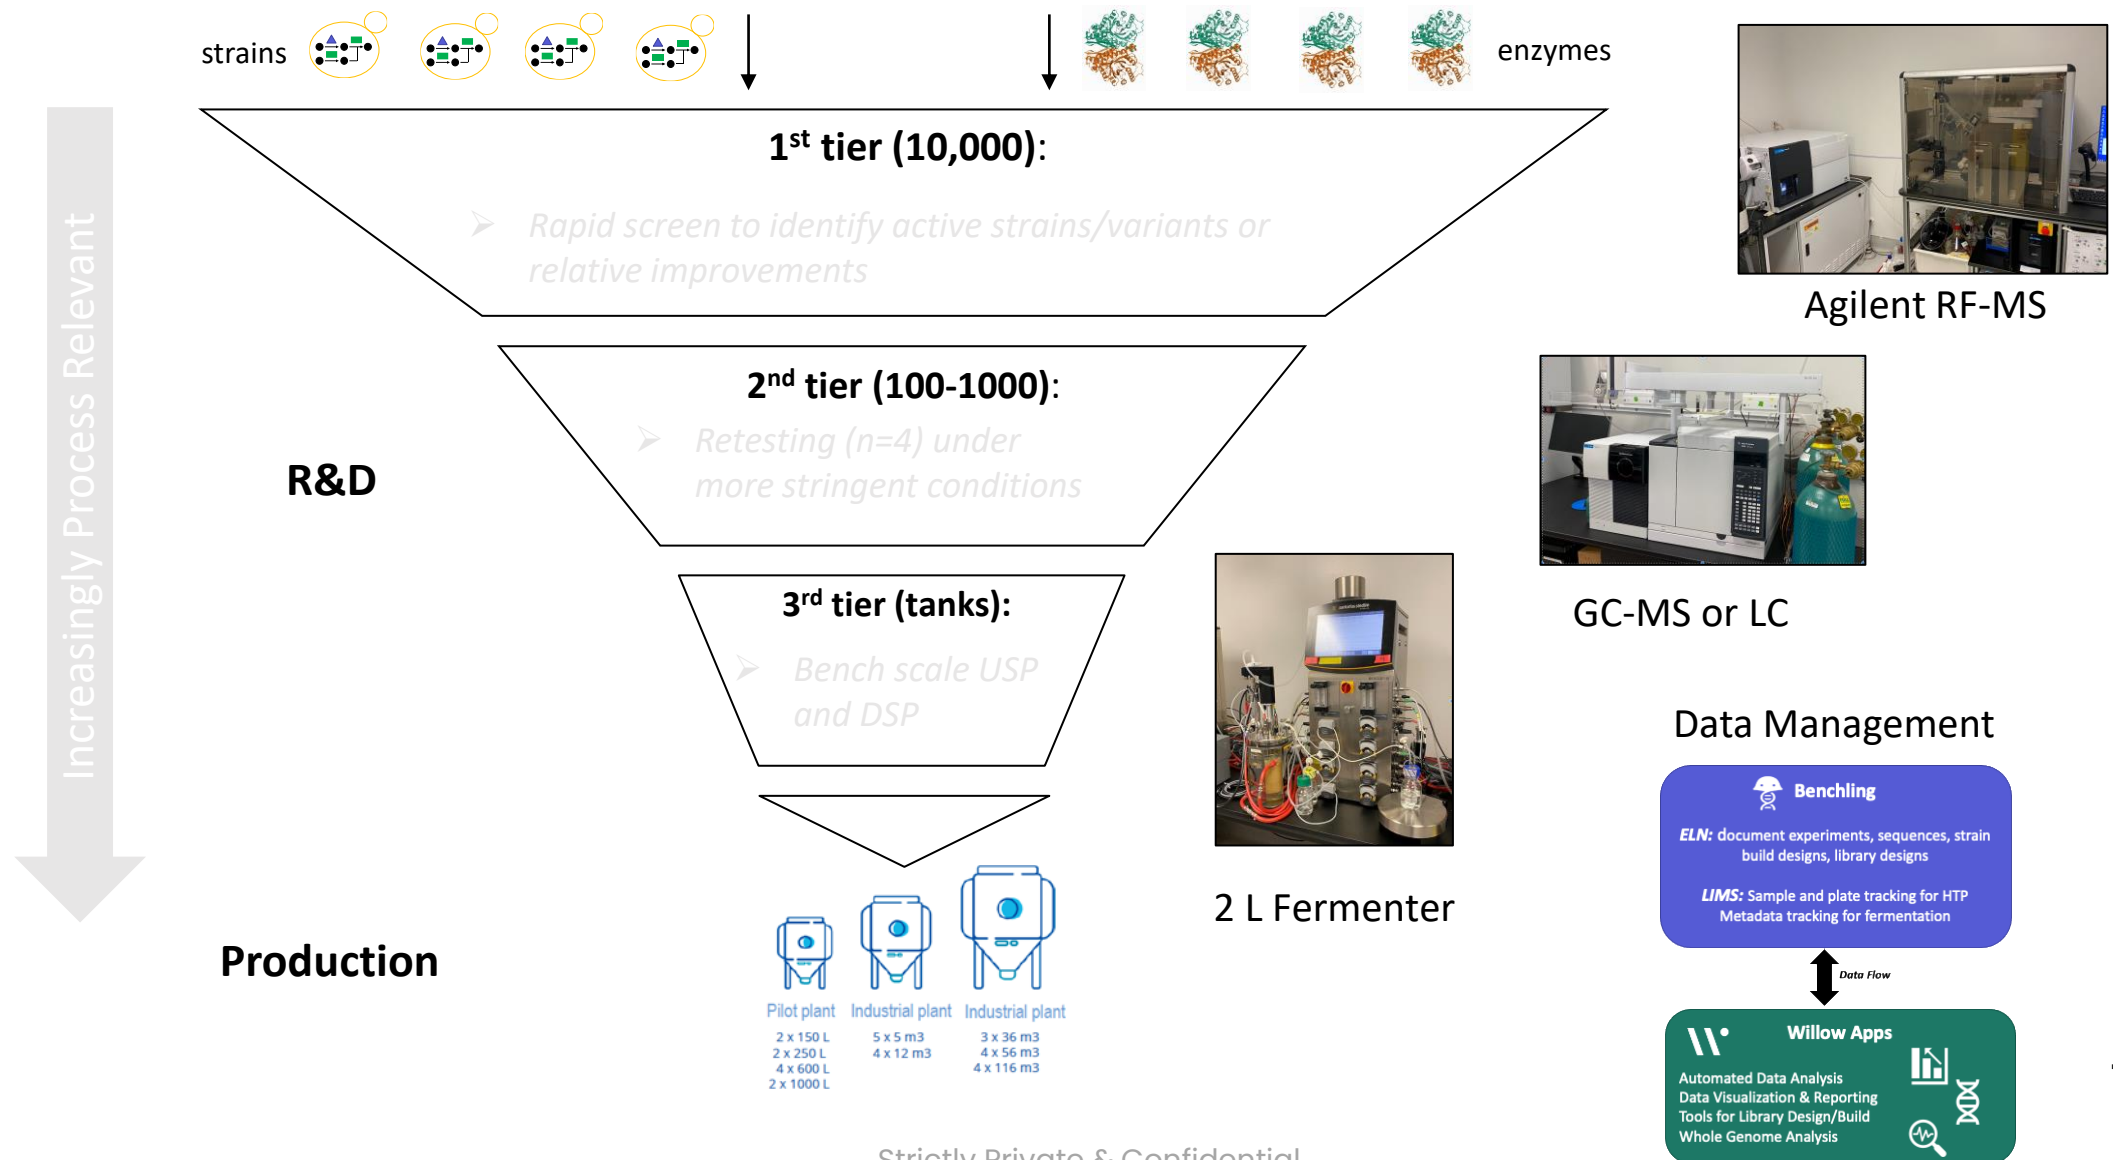 strains
enzymes
1st tier (10,000):
Rapid screen to identify active strains/variants or
relative improvements
Agilent RF-MS
Increasingly Process Relevant
2nd tier (100-1000):
Retesting (n=4) under
more stringent conditions
R&D
GC-MS or LC
3rd tier (tanks):
Bench scale USP
and DSP
2 L Fermenter
Data Management
Benchling
ELN: document experiments, sequences, strain
build designs, library designs
LIMS: Sample and plate tracking for HTP
Metadata tracking for fermentation
Data Flow
Willow Apps
Automated Data Analysis
Data Visualization & Reporting
Tools for Library Design/Build
Whole Genome Analysis
Production
Pilot plant
2 x 150 L
2 x 250 L
4 x 600 L
2 x 1000 L
Industrial plant
5 x 5 m3
4 x 12 m3
Industrial plant
3 x 36 m3
4 x 56 m3
4 x 116 m3
Strictly Private & Confidential